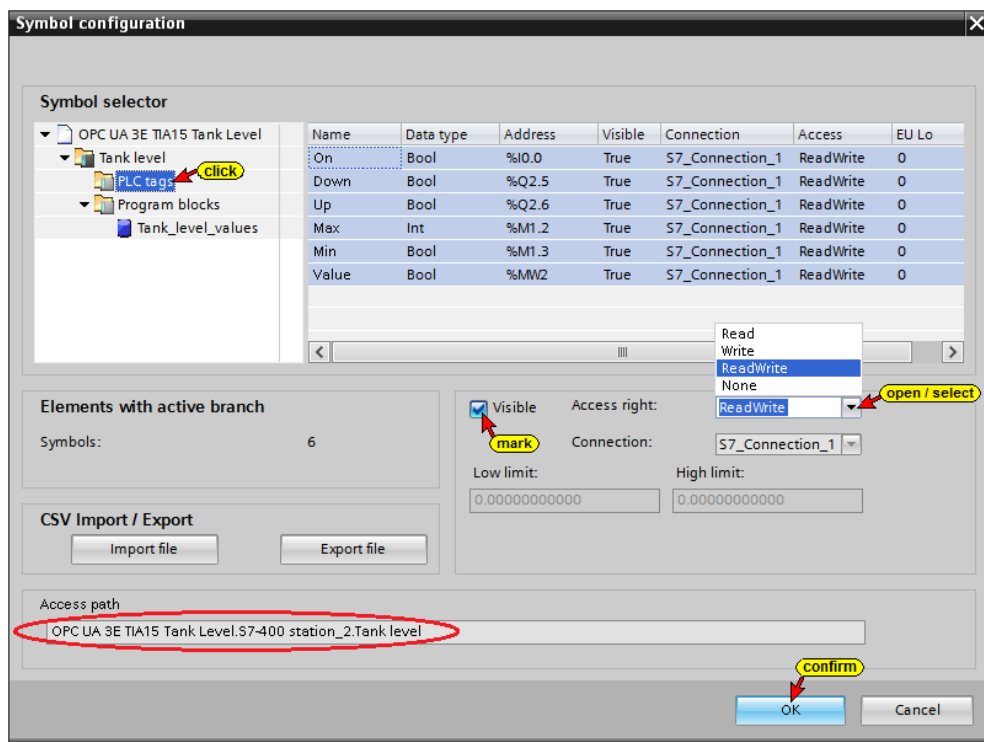 Symbol configuration
Symbol selector
OPC UA 3E TIA15 Tank Level
Tank level
PLC tags
click
Program blocks
Tank_level_values
Name Data type Address Visible Connection Access EU Lo
On Bool %I0.0 True S7_Connection_1 ReadWrite 0
Down Bool %Q2.5 True S7_Connection_1 ReadWrite 0
Up Bool %Q2.6 True S7_Connection_1 ReadWrite 0
Max Int %M1.2 True S7_Connection_1 ReadWrite 0
Min Bool %M1.3 True S7_Connection_1 ReadWrite 0
Value Bool %MW2 True S7_Connection_1 ReadWrite 0
Read
Write
ReadWrite
None
Elements with active branch
Symbols: 6
Visible Access right: ReadWrite
open / select
mark
Connection: S7_Connection_1
Low limit: High limit:
0.00000000000 0.00000000000
CSV Import / Export
Import file Export file
Access path
OPC UA 3E TIA15 Tank Level.S7-400 station_2.Tank level
confirm
OK Cancel